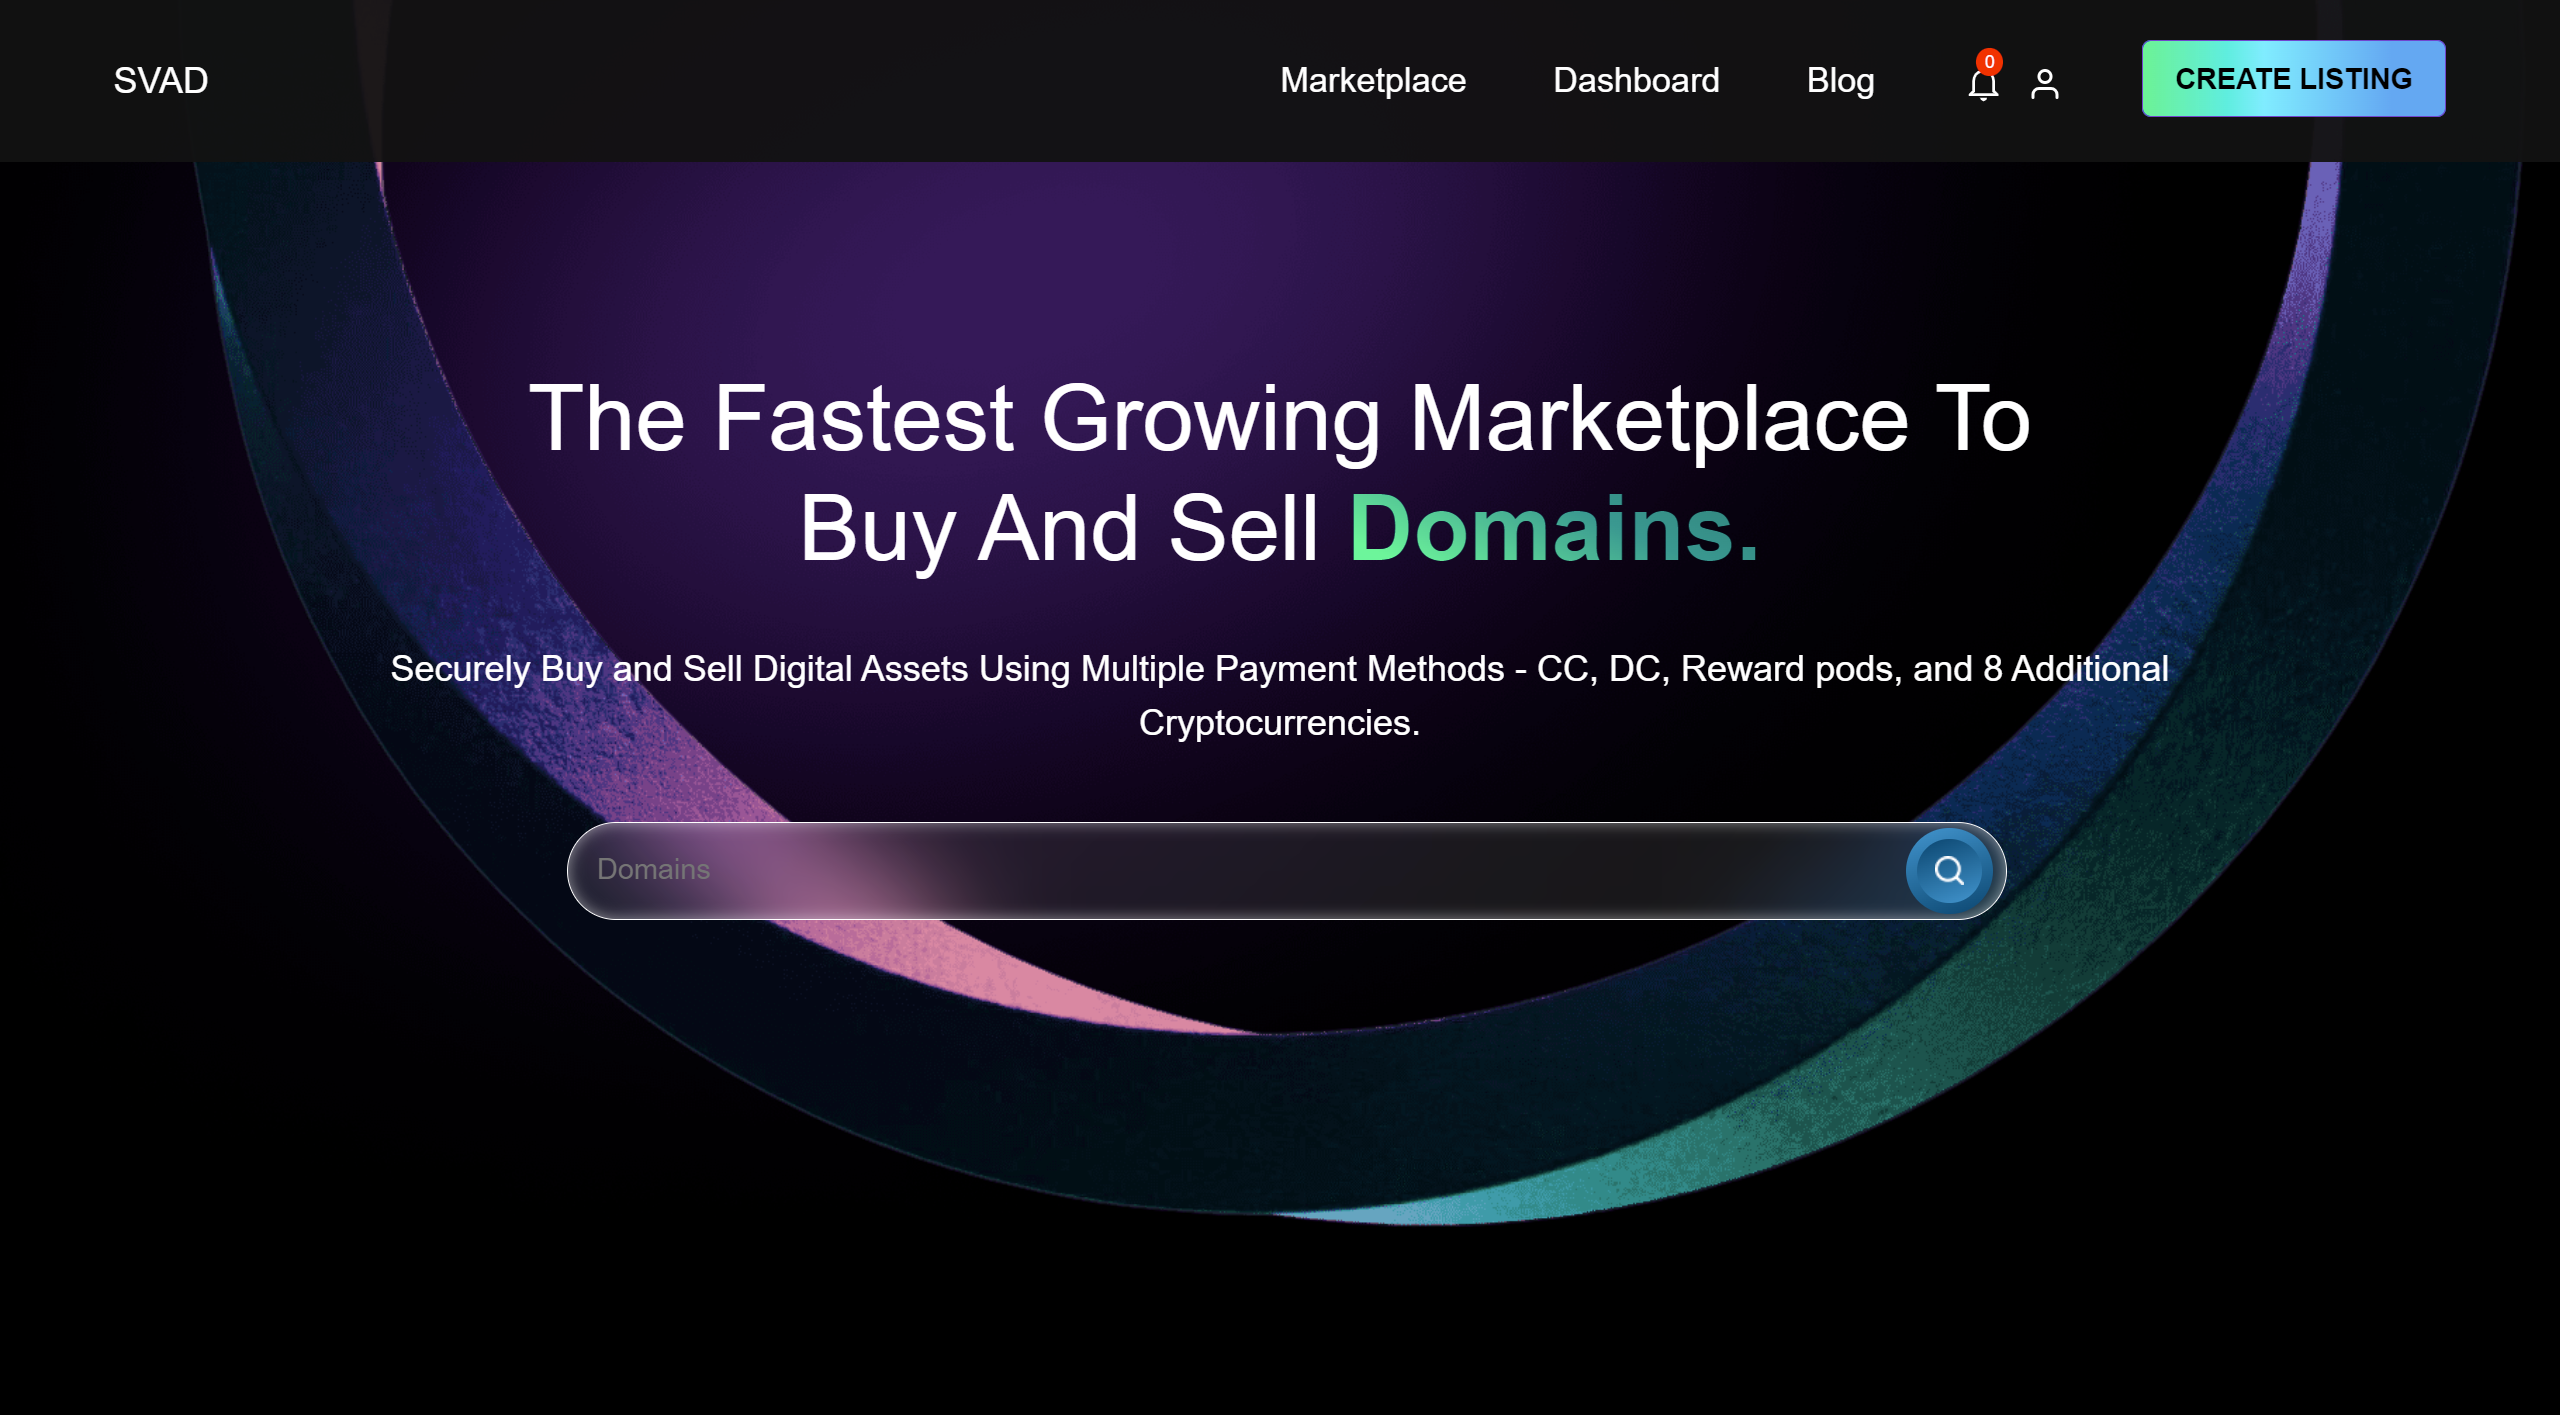 SVAD
Marketplace
Dashboard
Blog
0
CREATE LISTING
The Fastest Growing Marketplace To
Buy And Sell Domains.
Securely Buy and Sell Digital Assets Using Multiple Payment Methods - CC, DC, Reward pods, and 8 Additional
Cryptocurrencies.
Domains